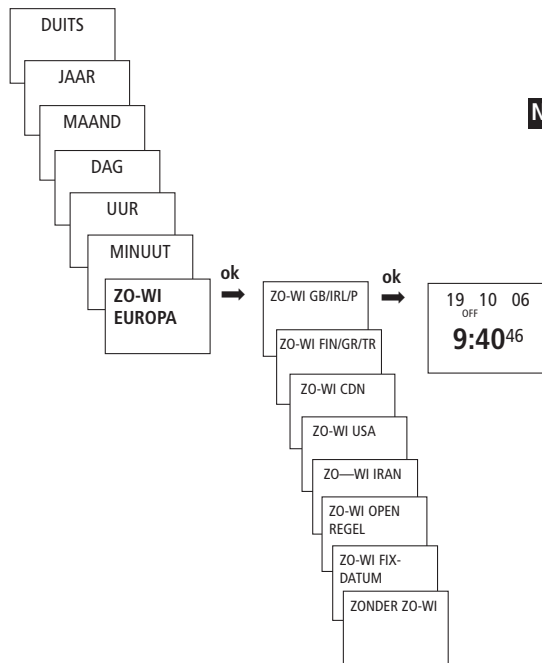 DUITS
JAAR
MAAND
DAG
UUR
MINUUT
ZO-WI
EUROPA
ok
ZO-WI GB/IRL/P
ZO-WI FIN/GR/TR
ZO-WI CDN
ZO-WI USA
ZO—WI IRAN
ZO-WI OPEN
REGEL
ZO-WI FIX-
DATUM
ZONDER ZO-WI
ok
19 10 06
OFF
9:40 46